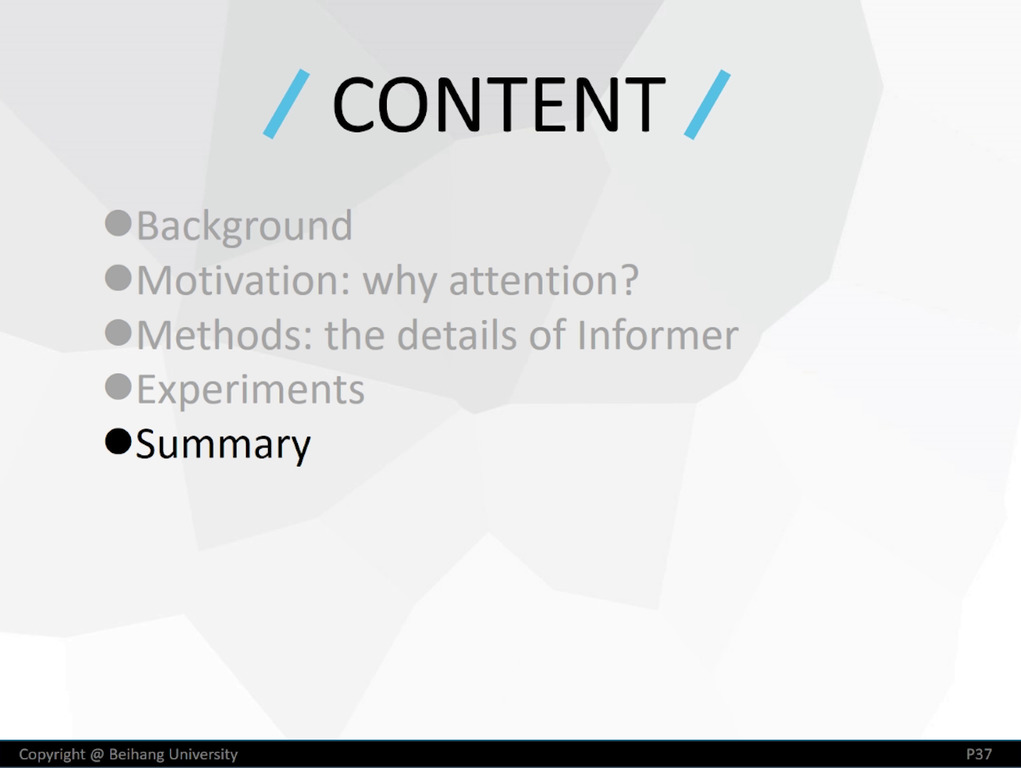 / CONTENT /
●Background
●Motivation: why attention?
●Methods: the details of Informer
●Experiments
●Summary
Copyright @ Beihang University
P37